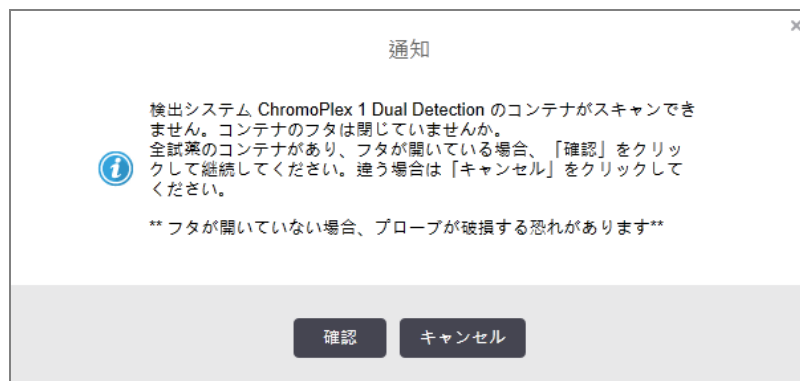 通知
検出システム ChromoPlex 1 Dual Detection のコンテナがスキャンでき
ません。コンテナのフタは閉じていませんか。
全試薬のコンテナがあり、フタが開いている場合、「確認」をクリッ
クして継続してください。違う場合は「キャンセル」をクリックして
ください。
** フタが開いていない場合、プローブが破損する恐れがあります**
確認
キャンセル